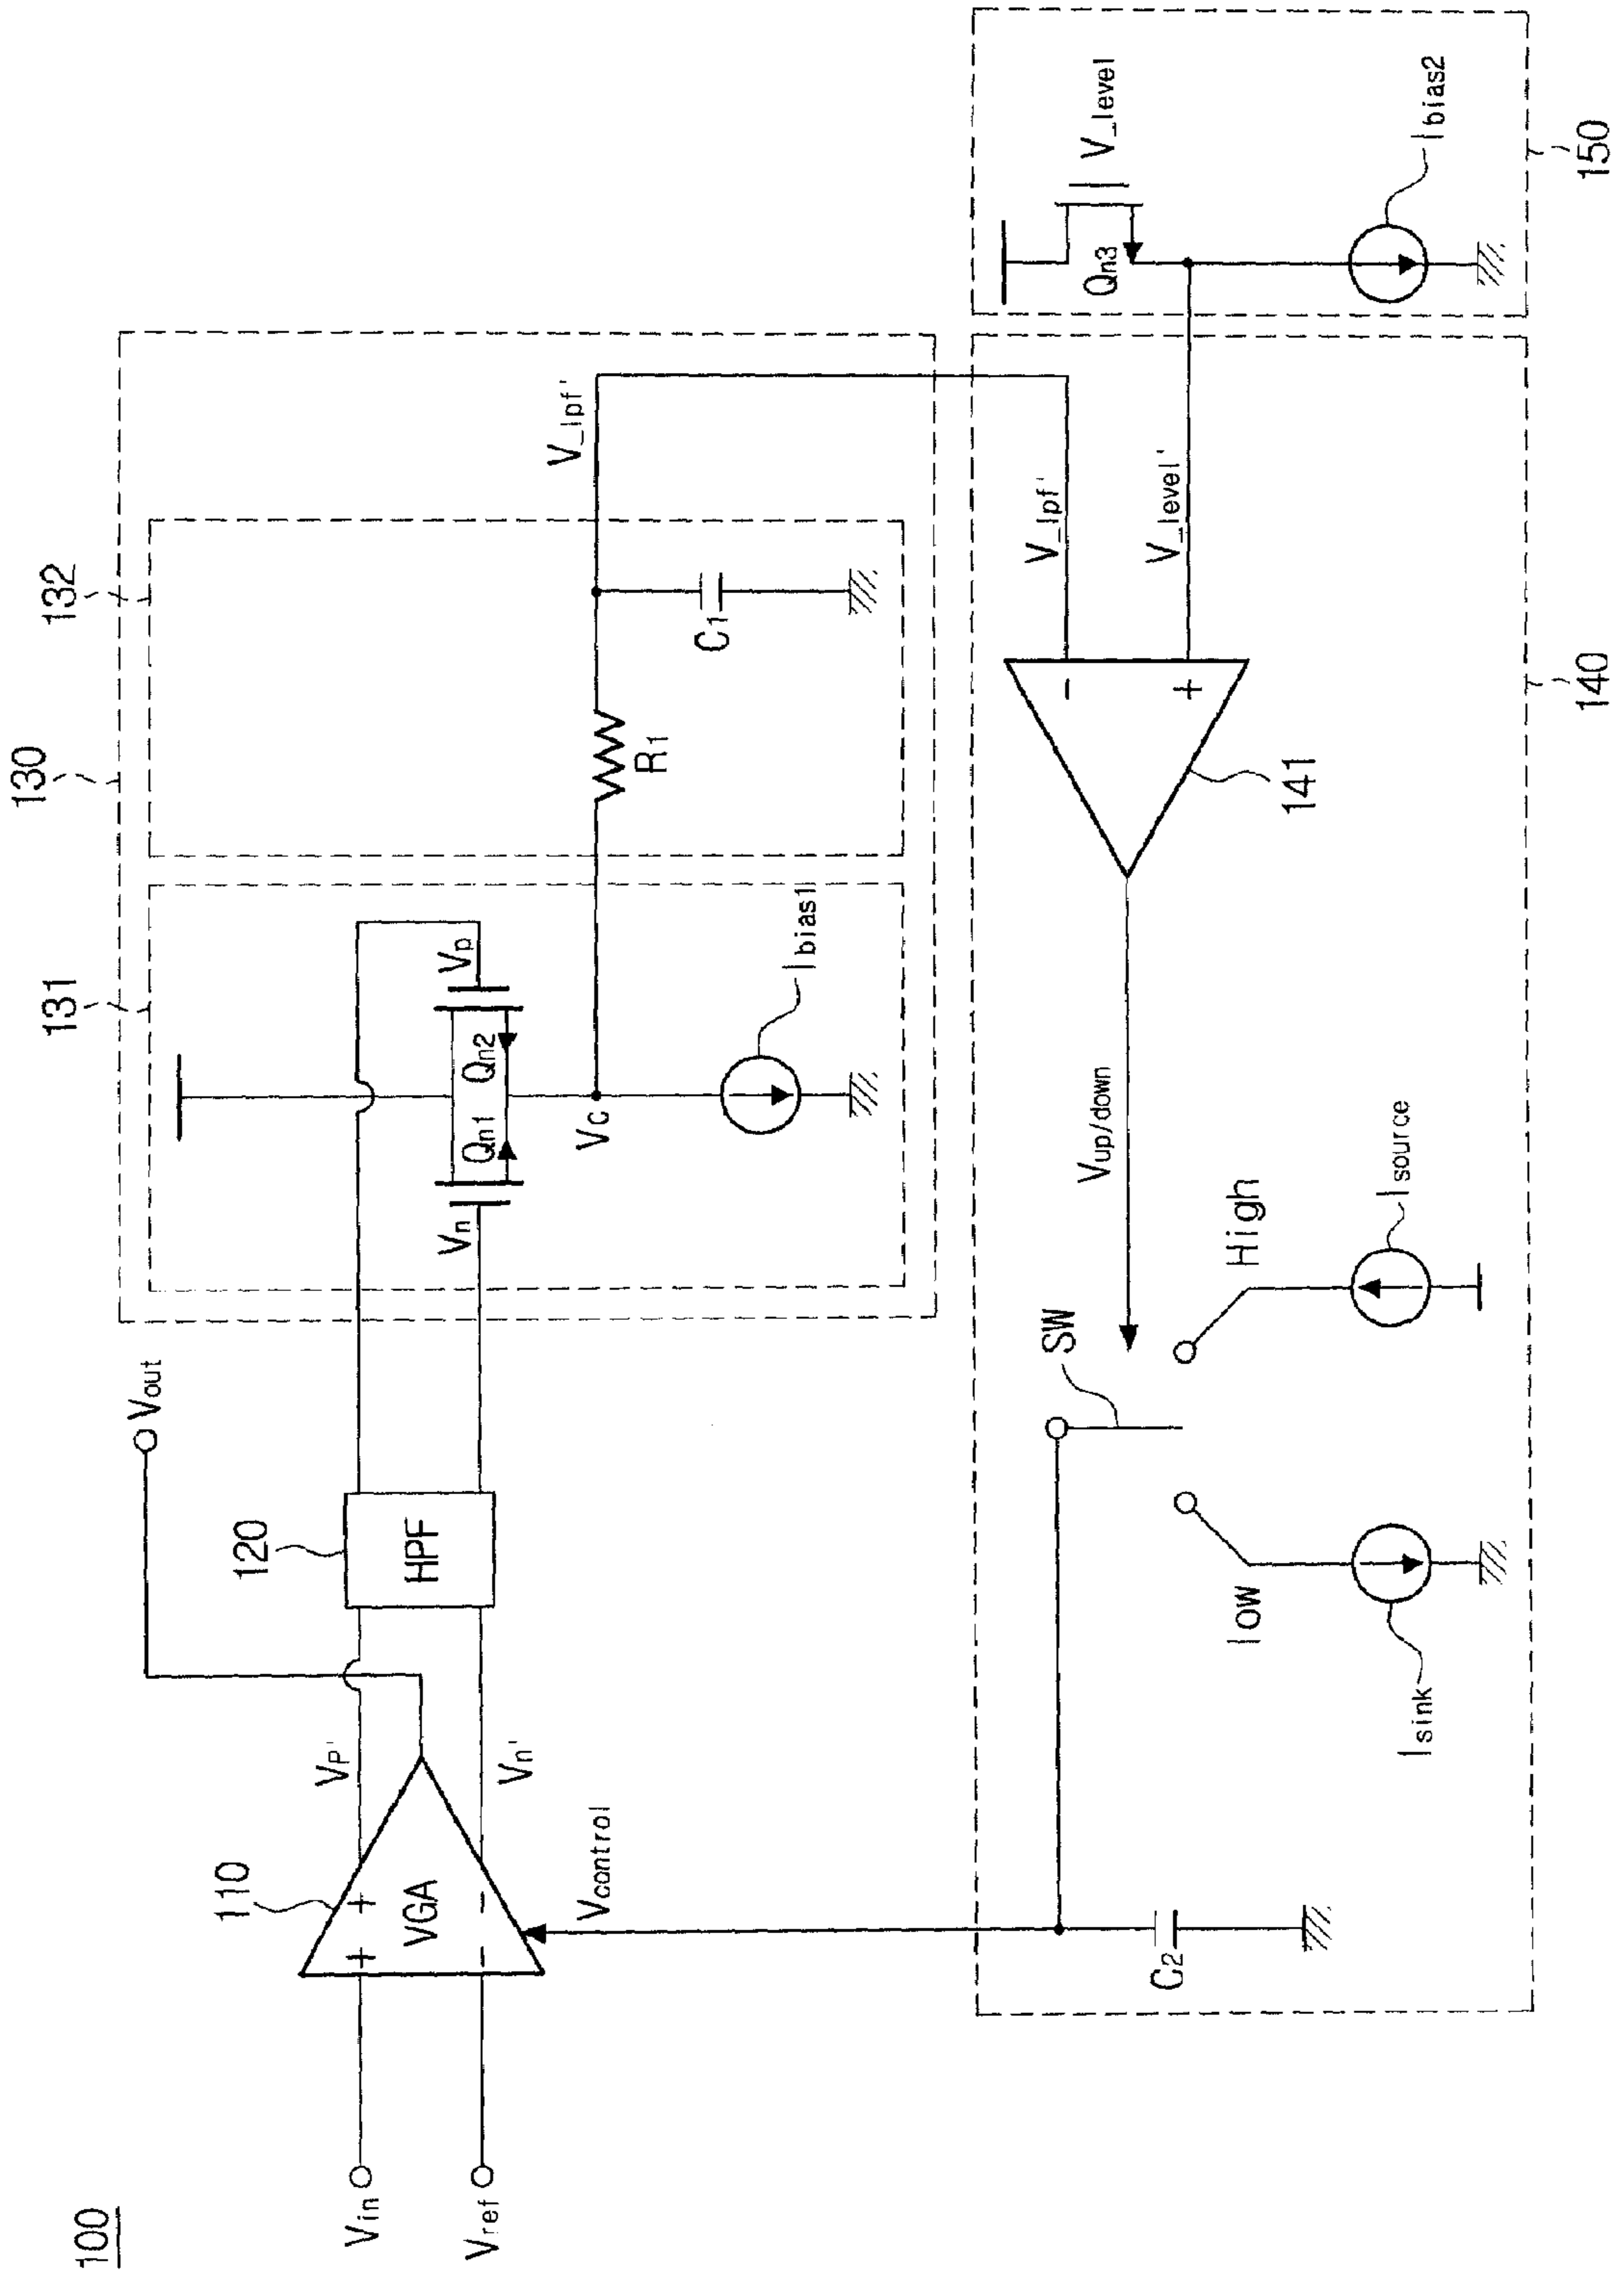 100
130
131
132
Vout
120
HPF
110
VGA
+
+
−
−
Vp'
Vn'
Vin
Vref
Vcontrol
Vn
Vp
Qn1
Qn2
Vc
Ibias1
R1
C1
V_lpf'
V_lpf'
V_level'
−
+
141
Vup/down
SW
High
low
Isource
Isink
C2
140
Qn3
V_level
Ibias2
150